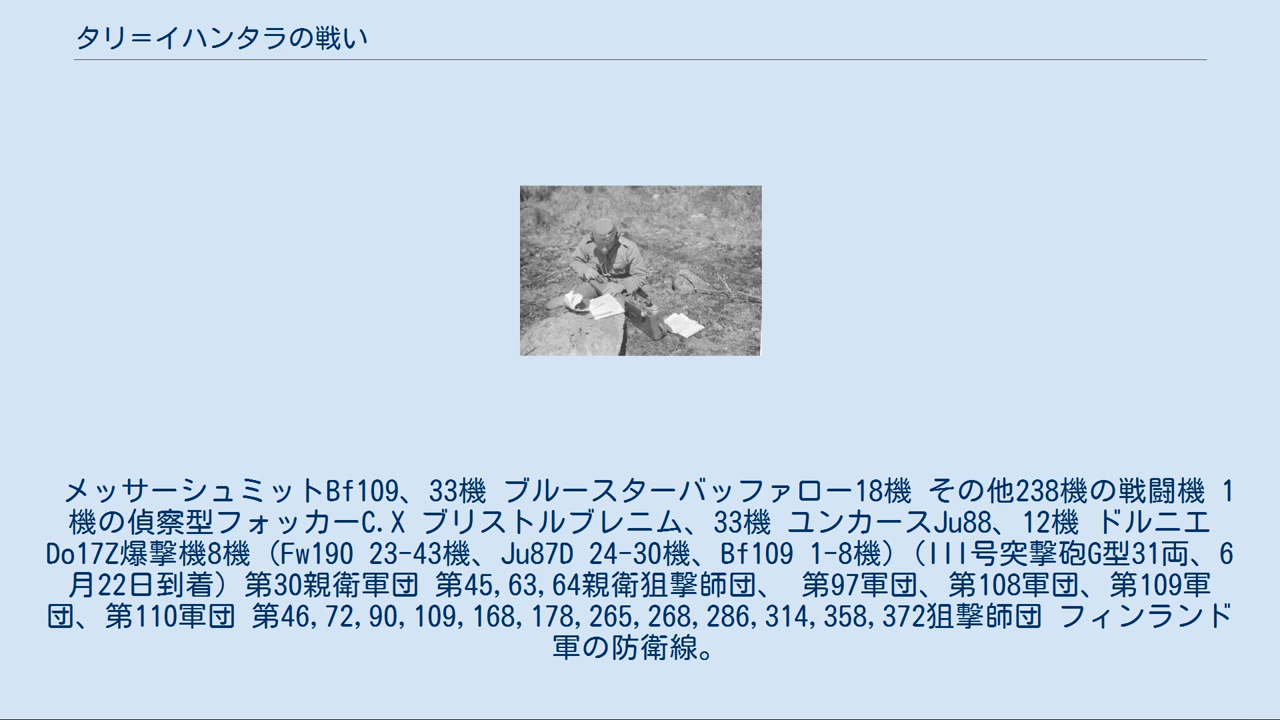 タリ＝イハンタラの戦い
メッサーシュミットBf109、33機 ブルースターバッファロー18機 その他238機の戦闘機 1
機の偵察型フォッカーC.X ブリストルブレニム、33機 ユンカースJu88、12機 ドルニエ
Do17Z爆撃機8機（Fw190 23-43機、Ju87D 24-30機、Bf109 1-8機）（III号突撃砲G型31両、6
月22日到着）第30親衛軍団 第45,63,64親衛狙撃師団、 第97軍団、第108軍団、第109軍
団、第110軍団 第46,72,90,109,168,178,265,268,286,314,358,372狙撃師団 フィンランド
軍の防衛線。